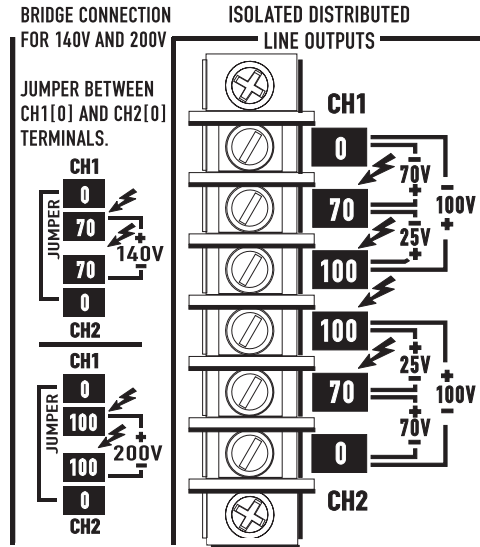 BRIDGE CONNECTION
FOR 140V AND 200V
JUMPER BETWEEN
CH1[0] AND CH2[0]
TERMINALS.
CH1
0
70
70
0
CH2
JUMPER
+
140V
-
CH1
0
100
100
0
CH2
JUMPER
+
200V
-
ISOLATED DISTRIBUTED
LINE OUTPUTS
CH1
0
-
70V
+
70
-
25V
+
100
-
100V
+
100
+
25V
-
70
+
70V
-
0
+
100V
-
CH2